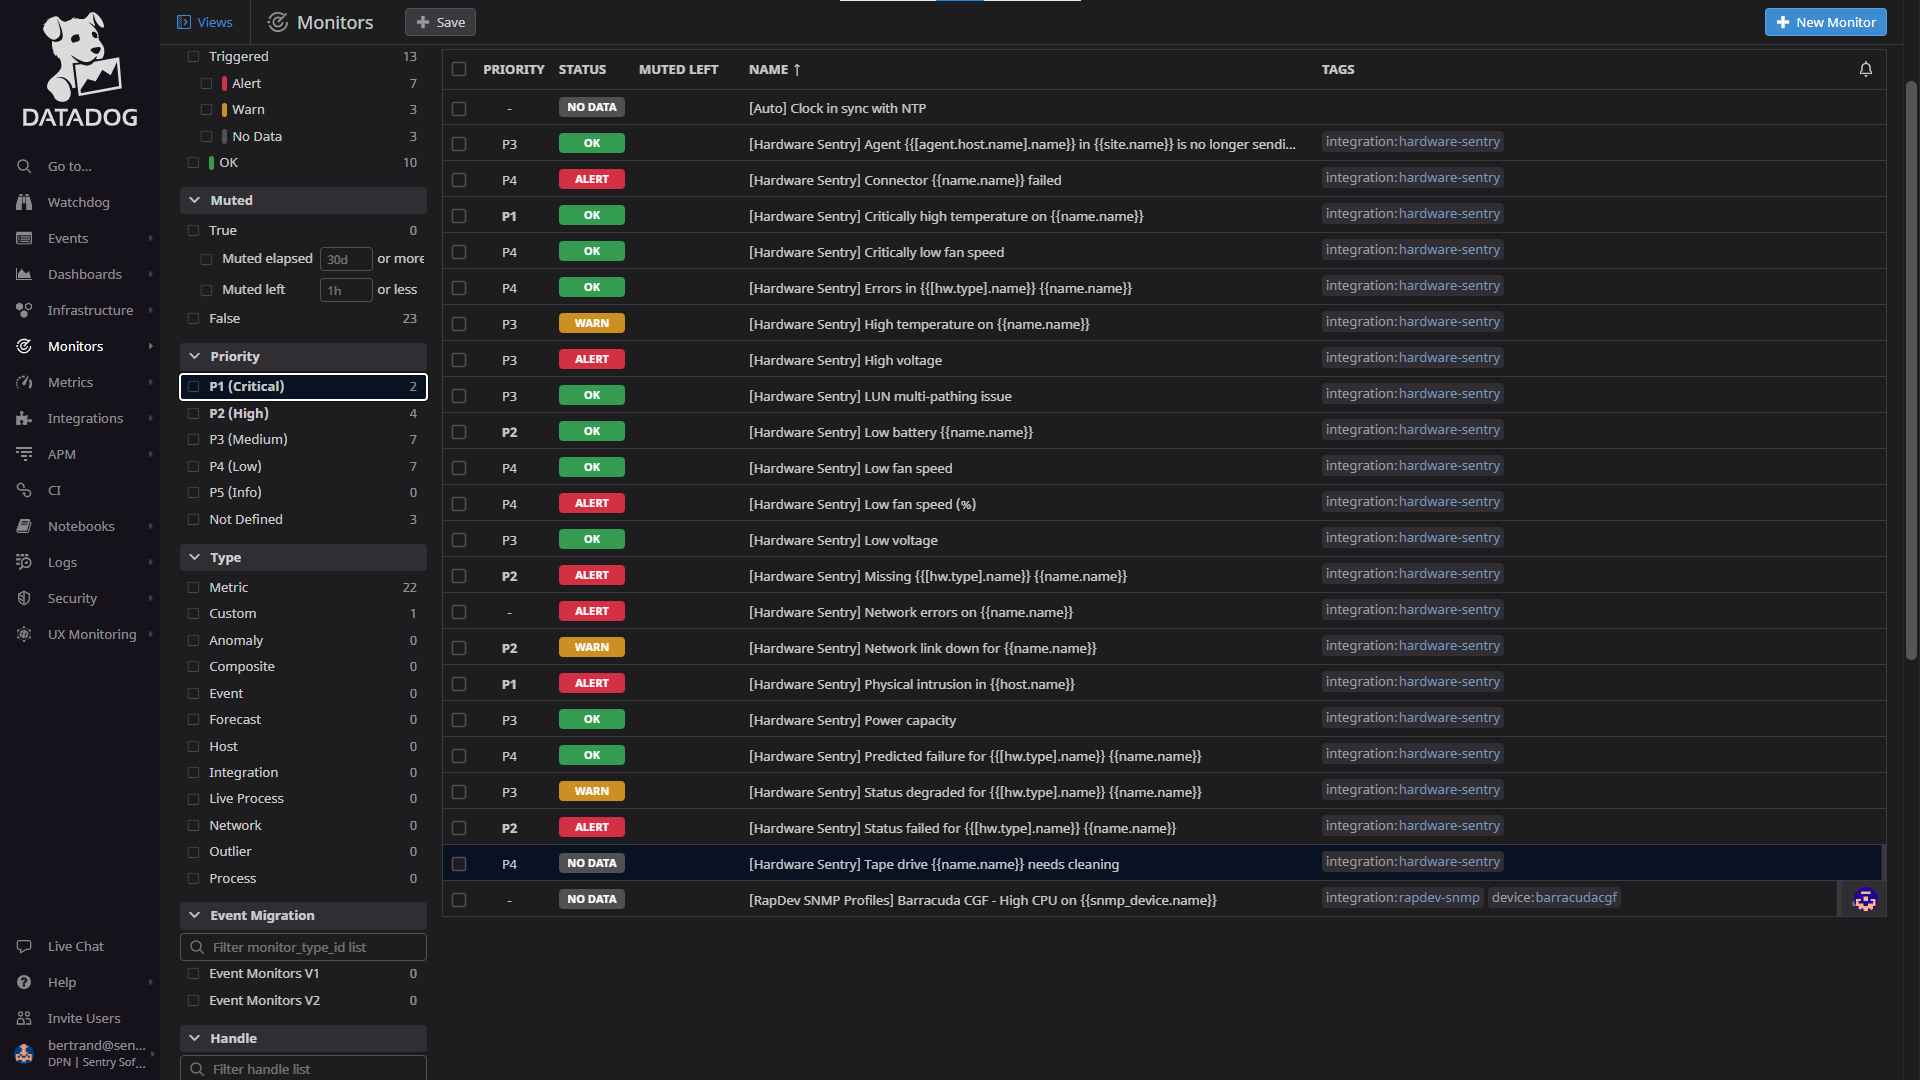 DATADOG
Go to...
Watchdog
Events
Dashboards
Infrastructure
Monitors
Metrics
Integrations
APM
CI
Notebooks
Logs
Security
UX Monitoring
Live Chat
Help
Invite Users
bertrand@sen...
DPN | Sentry Sof...
Views
Monitors
Save
New Monitor
Triggered 13
Alert 7
Warn 3
No Data 3
OK 10
Muted
True 0
Muted elapsed 30d or more
Muted left 1h or less
False 23
Priority
P1 (Critical) 2
P2 (High) 4
P3 (Medium) 7
P4 (Low) 7
P5 (Info) 0
Not Defined 3
Type
Metric 22
Custom 1
Anomaly 0
Composite 0
Event 0
Forecast 0
Host 0
Integration 0
Live Process 0
Network 0
Outlier 0
Process 0
Event Migration
Filter monitor_type_id list
Event Monitors V1 0
Event Monitors V2 0
Handle
Filter handle list
PRIORITY STATUS MUTED LEFT NAME ↑ TAGS
- NO DATA [Auto] Clock in sync with NTP
P3 OK [Hardware Sentry] Agent {{[agent.host.name].name}} in {{site.name}} is no longer sendi... integration:hardware-sentry
P4 ALERT [Hardware Sentry] Connector {{name.name}} failed integration:hardware-sentry
P1 OK [Hardware Sentry] Critically high temperature on {{name.name}} integration:hardware-sentry
P4 OK [Hardware Sentry] Critically low fan speed integration:hardware-sentry
P4 OK [Hardware Sentry] Errors in {{[hw.type].name}} {{name.name}} integration:hardware-sentry
P3 WARN [Hardware Sentry] High temperature on {{name.name}} integration:hardware-sentry
P3 ALERT [Hardware Sentry] High voltage integration:hardware-sentry
P3 OK [Hardware Sentry] LUN multi-pathing issue integration:hardware-sentry
P2 OK [Hardware Sentry] Low battery {{name.name}} integration:hardware-sentry
P4 OK [Hardware Sentry] Low fan speed integration:hardware-sentry
P4 ALERT [Hardware Sentry] Low fan speed (%) integration:hardware-sentry
P3 OK [Hardware Sentry] Low voltage integration:hardware-sentry
P2 ALERT [Hardware Sentry] Missing {{[hw.type].name}} {{name.name}} integration:hardware-sentry
- ALERT [Hardware Sentry] Network errors on {{name.name}} integration:hardware-sentry
P2 WARN [Hardware Sentry] Network link down for {{name.name}} integration:hardware-sentry
P1 ALERT [Hardware Sentry] Physical intrusion in {{host.name}} integration:hardware-sentry
P3 OK [Hardware Sentry] Power capacity integration:hardware-sentry
P4 OK [Hardware Sentry] Predicted failure for {{[hw.type].name}} {{name.name}} integration:hardware-sentry
P3 WARN [Hardware Sentry] Status degraded for {{[hw.type].name}} {{name.name}} integration:hardware-sentry
P2 ALERT [Hardware Sentry] Status failed for {{[hw.type].name}} {{name.name}} integration:hardware-sentry
P4 NO DATA [Hardware Sentry] Tape drive {{name.name}} needs cleaning integration:hardware-sentry
- NO DATA [RapDev SNMP Profiles] Barracuda CGF - High CPU on {{snmp_device.name}} integration:rapdev-snmp device:barracudacgf